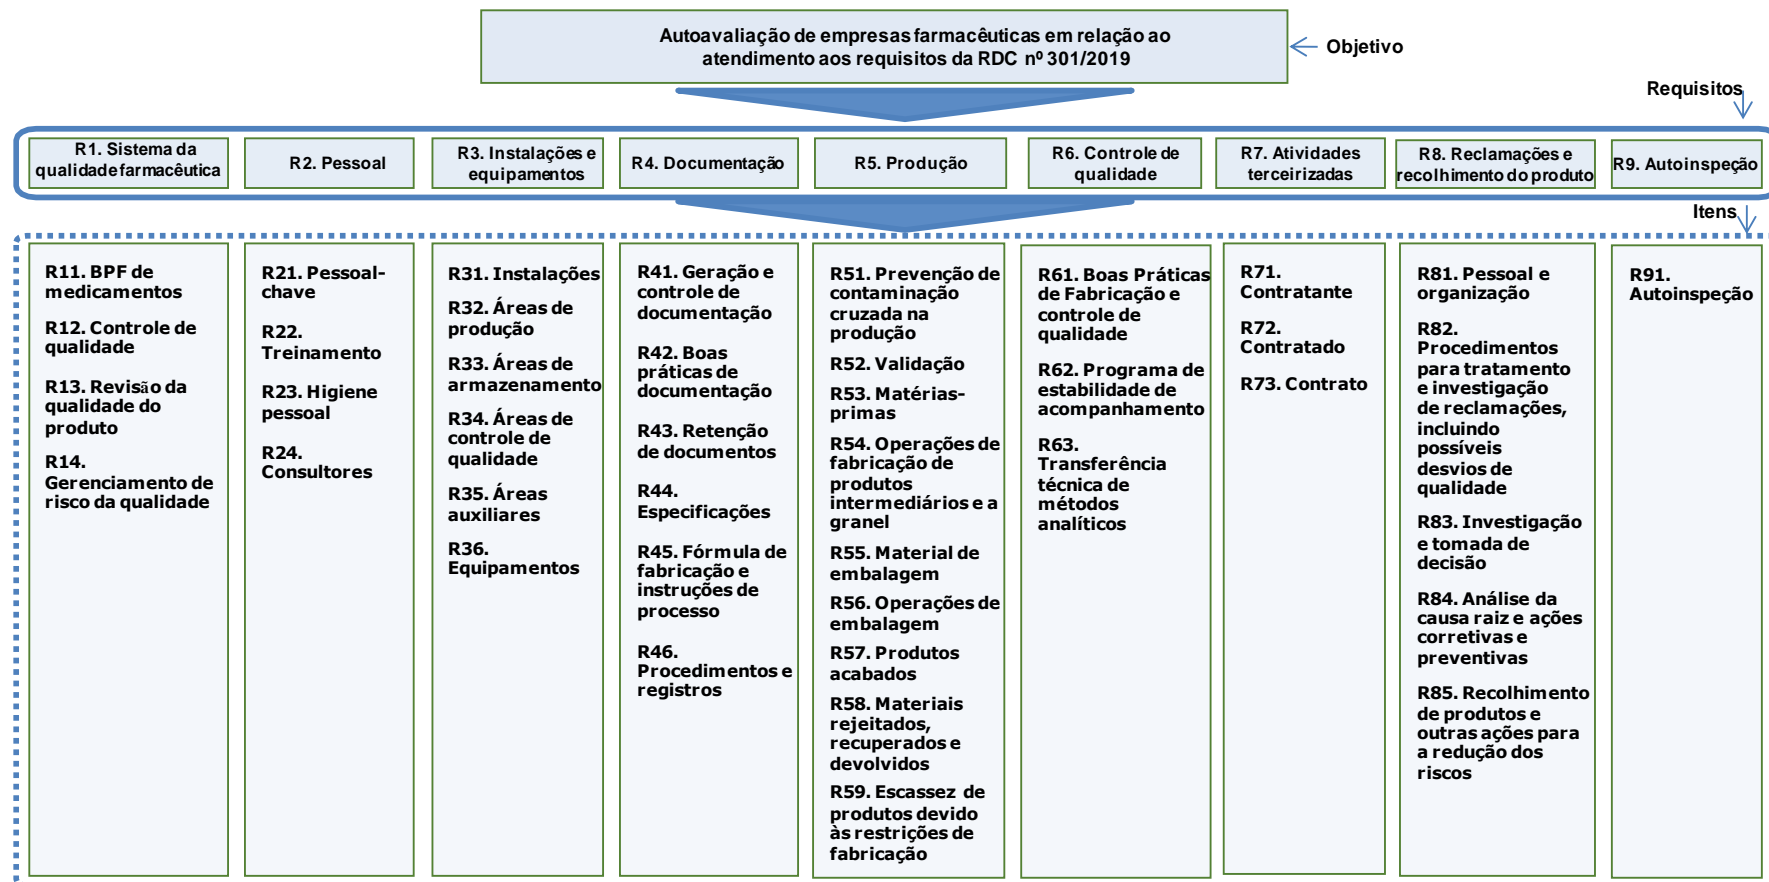 Autoavaliação de empresas farmacêuticas em relação ao
atendimento aos requisitos da RDC nº 301/2019
Objetivo
Requisitos
R1. Sistema da
qualidade farmacêutica
R2. Pessoal
R3. Instalações e
equipamentos
R4. Documentação
R5. Produção
R6. Controle de
qualidade
R7. Atividades
terceirizadas
R8. Reclamações e
recolhimento do produto
R9. Autoinspeção
Itens
R11. BPF de
medicamentos
R12. Controle de
qualidade
R13. Revisão da
qualidade do
produto
R14.
Gerenciamento de
risco da qualidade
R21. Pessoal-
chave
R22.
Treinamento
R23. Higiene
pessoal
R24.
Consultores
R31. Instalações
R32. Áreas de
produção
R33. Áreas de
armazenamento
R34. Áreas de
controle de
qualidade
R35. Áreas
auxiliares
R36.
Equipamentos
R41. Geração e
controle de
documentação
R42. Boas
práticas de
documentação
R43. Retenção
de documentos
R44.
Especificações
R45. Fórmula de
fabricação e
instruções de
processo
R46.
Procedimentos e
registros
R51. Prevenção de
contaminação
cruzada na
produção
R52. Validação
R53. Matérias-
primas
R54. Operações de
fabricação de
produtos
intermediários e a
granel
R55. Material de
embalagem
R56. Operações de
embalagem
R57. Produtos
acabados
R58. Materiais
rejeitados,
recuperados e
devolvidos
R59. Escassez de
produtos devido
às restrições de
fabricação
R61. Boas Práticas
de Fabricação e
controle de
qualidade
R62. Programa de
estabilidade de
acompanhamento
R63.
Transferência
técnica de
métodos
analíticos
R71.
Contratante
R72.
Contratado
R73. Contrato
R81. Pessoal e
organização
R82.
Procedimentos
para tratamento
e investigação
de reclamações,
incluindo
possíveis
desvios de
qualidade
R83. Investigação
e tomada de
decisão
R84. Análise da
causa raiz e ações
corretivas e
preventivas
R85. Recolhimento
de produtos e
outras ações para
a redução dos
riscos
R91.
Autoinspeção